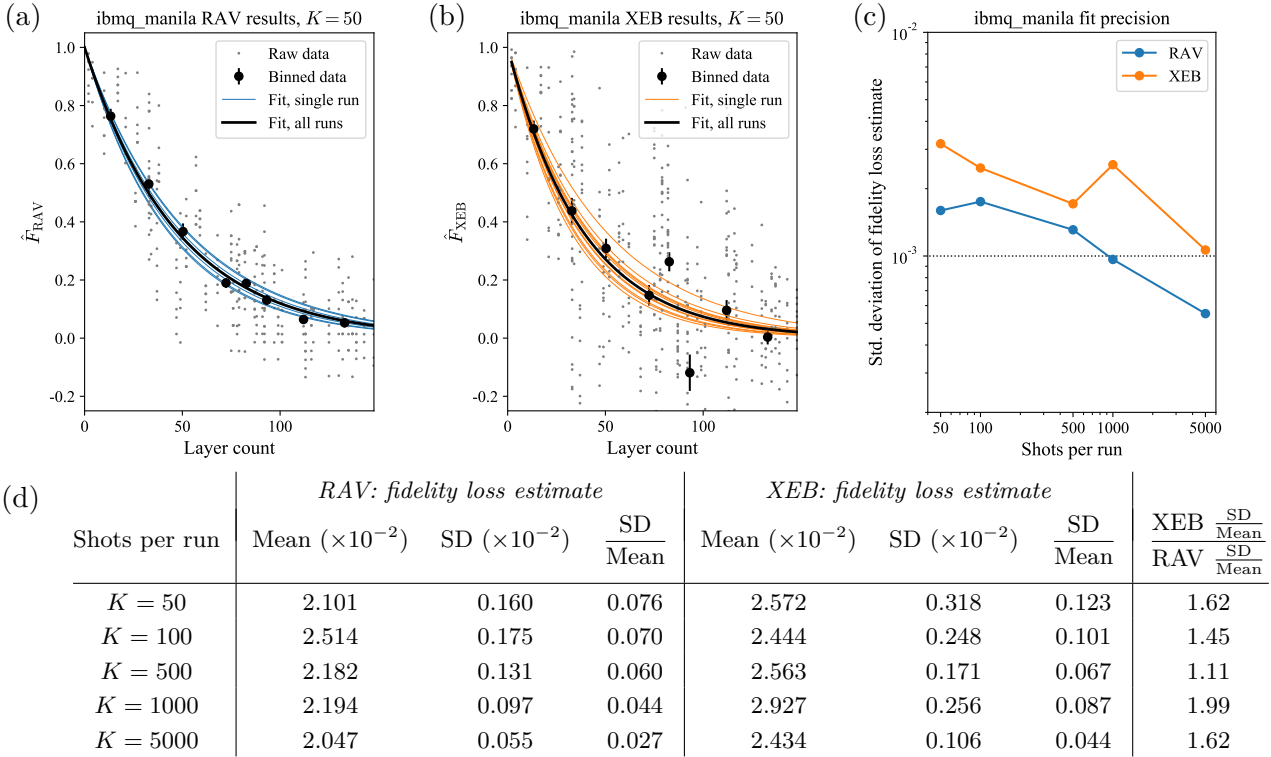 (a)
ibmq_manila RAV results, K = 50
1.0
0.8
0.6
0.4
0.2
0.0
-0.2
F̂RAV
Raw data
Binned data
Fit, single run
Fit, all runs
0 50 100
Layer count
(b)
ibmq_manila XEB results, K = 50
1.0
0.8
0.6
0.4
0.2
0.0
-0.2
F̂XEB
Raw data
Binned data
Fit, single run
Fit, all runs
0 50 100
Layer count
(c)
ibmq_manila fit precision
10⁻²
10⁻³
Std. deviation of fidelity loss estimate
RAV
XEB
50 100 500 1000 5000
Shots per run
(d)
RAV: fidelity loss estimate XEB: fidelity loss estimate
Shots per run Mean (×10⁻²) SD (×10⁻²) SD/Mean Mean (×10⁻²) SD (×10⁻²) SD/Mean XEB SD/Mean / RAV SD/Mean
K = 50 2.101 0.160 0.076 2.572 0.318 0.123 1.62
K = 100 2.514 0.175 0.070 2.444 0.248 0.101 1.45
K = 500 2.182 0.131 0.060 2.563 0.171 0.067 1.11
K = 1000 2.194 0.097 0.044 2.927 0.256 0.087 1.99
K = 5000 2.047 0.055 0.027 2.434 0.106 0.044 1.62